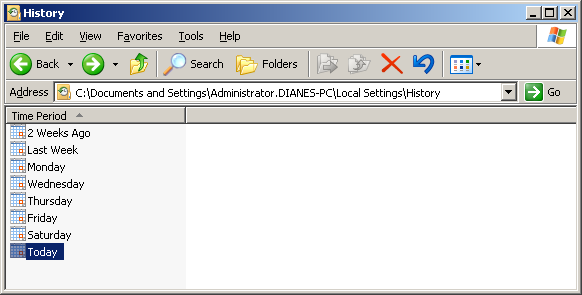 History
File Edit View Favorites Tools Help
Back Search Folders
Address C:\Documents and Settings\Administrator.DIANES-PC\Local Settings\History Go
Time Period
2 Weeks Ago
Last Week
Monday
Wednesday
Thursday
Friday
Saturday
Today